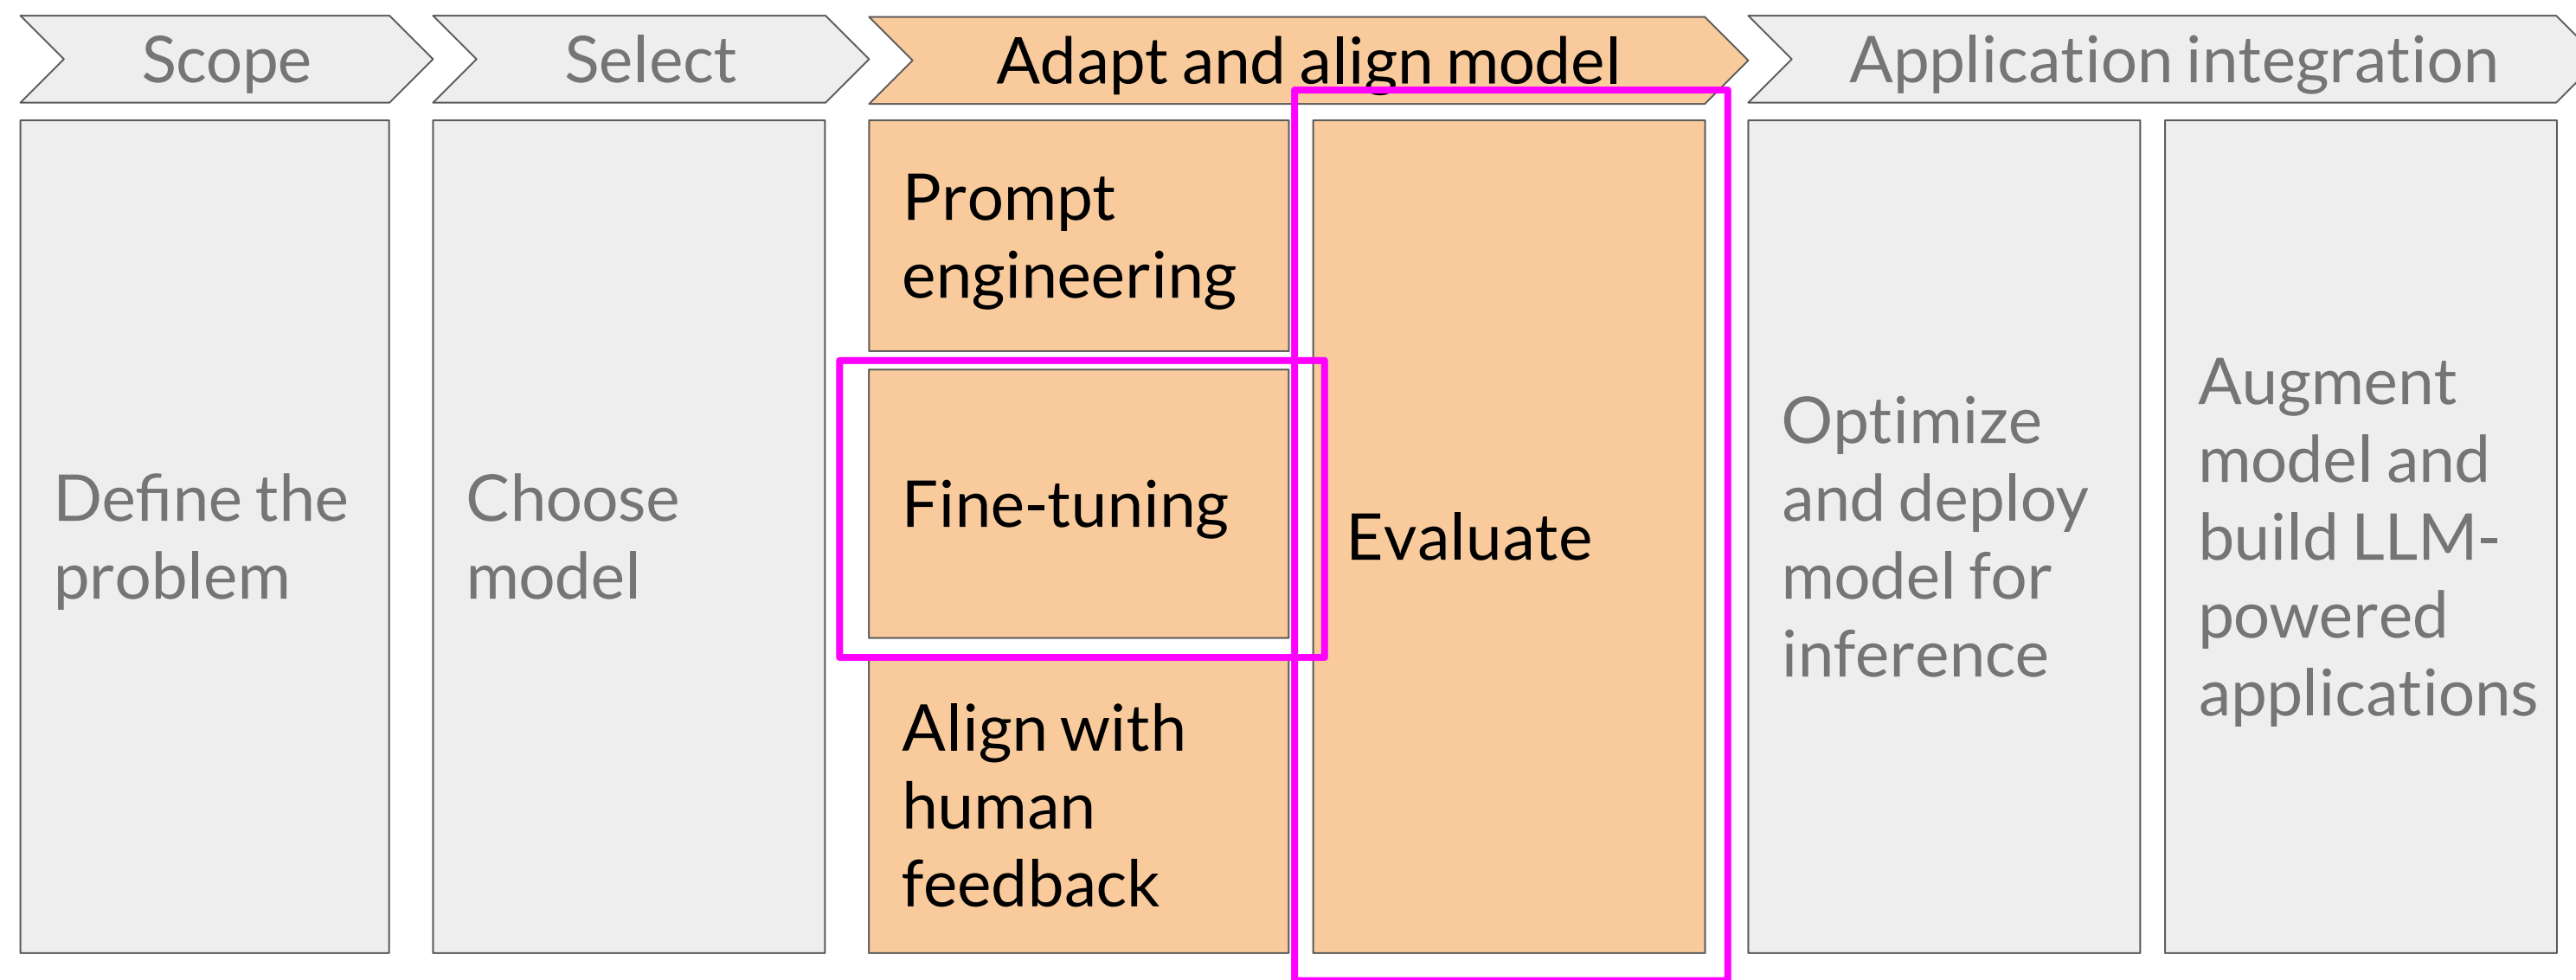 Scope
Select
Adapt and align model
Application integration
Define the
problem
Choose
model
Prompt
engineering
Fine-tuning
Align with
human
feedback
Evaluate
Optimize
and deploy
model for
inference
Augment
model and
build LLM-
powered
applications